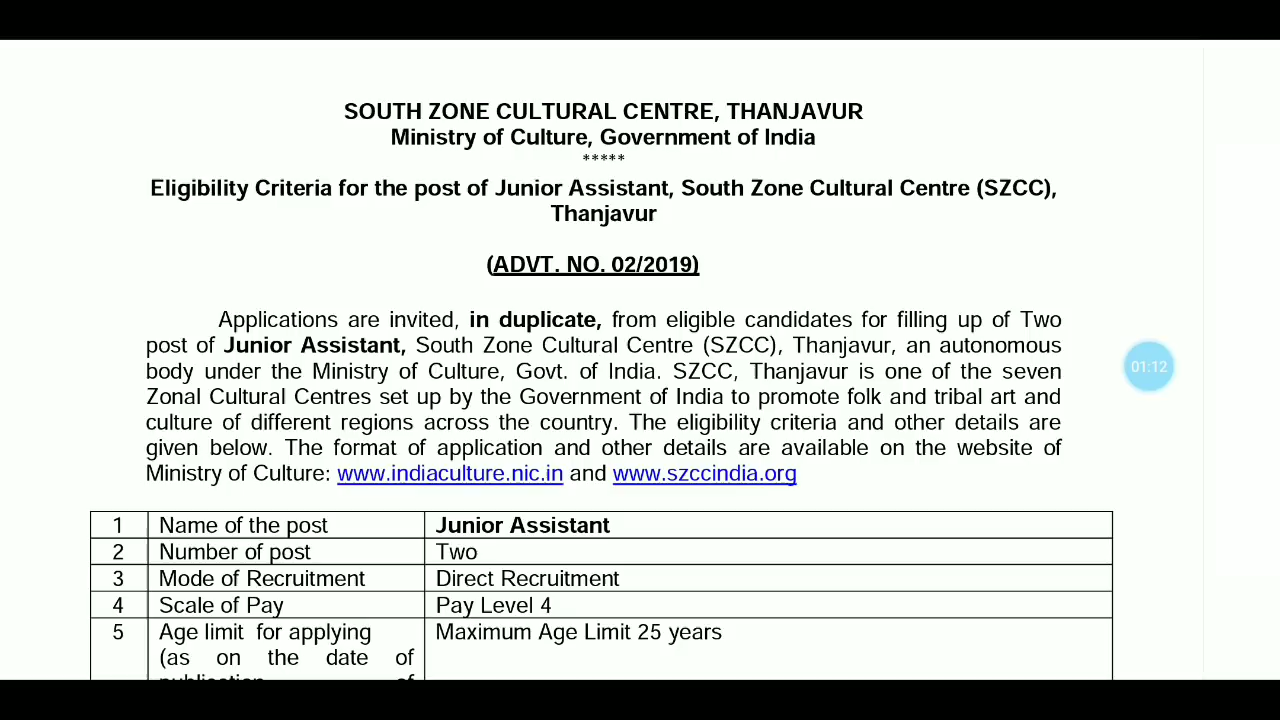 SOUTH ZONE CULTURAL CENTRE, THANJAVUR
Ministry of Culture, Government of India
*****
Eligibility Criteria for the post of Junior Assistant, South Zone Cultural Centre (SZCC),
Thanjavur
(ADVT. NO. 02/2019)
Applications are invited, in duplicate, from eligible candidates for filling up of Two
post of Junior Assistant, South Zone Cultural Centre (SZCC), Thanjavur, an autonomous
body under the Ministry of Culture, Govt. of India. SZCC, Thanjavur is one of the seven
Zonal Cultural Centres set up by the Government of India to promote folk and tribal art and
culture of different regions across the country. The eligibility criteria and other details are
given below. The format of application and other details are available on the website of
Ministry of Culture: www.indiaculture.nic.in and www.szccindia.org
01:12
1 Name of the post Junior Assistant
2 Number of post Two
3 Mode of Recruitment Direct Recruitment
4 Scale of Pay Pay Level 4
5 Age limit for applying Maximum Age Limit 25 years
(as on the date of